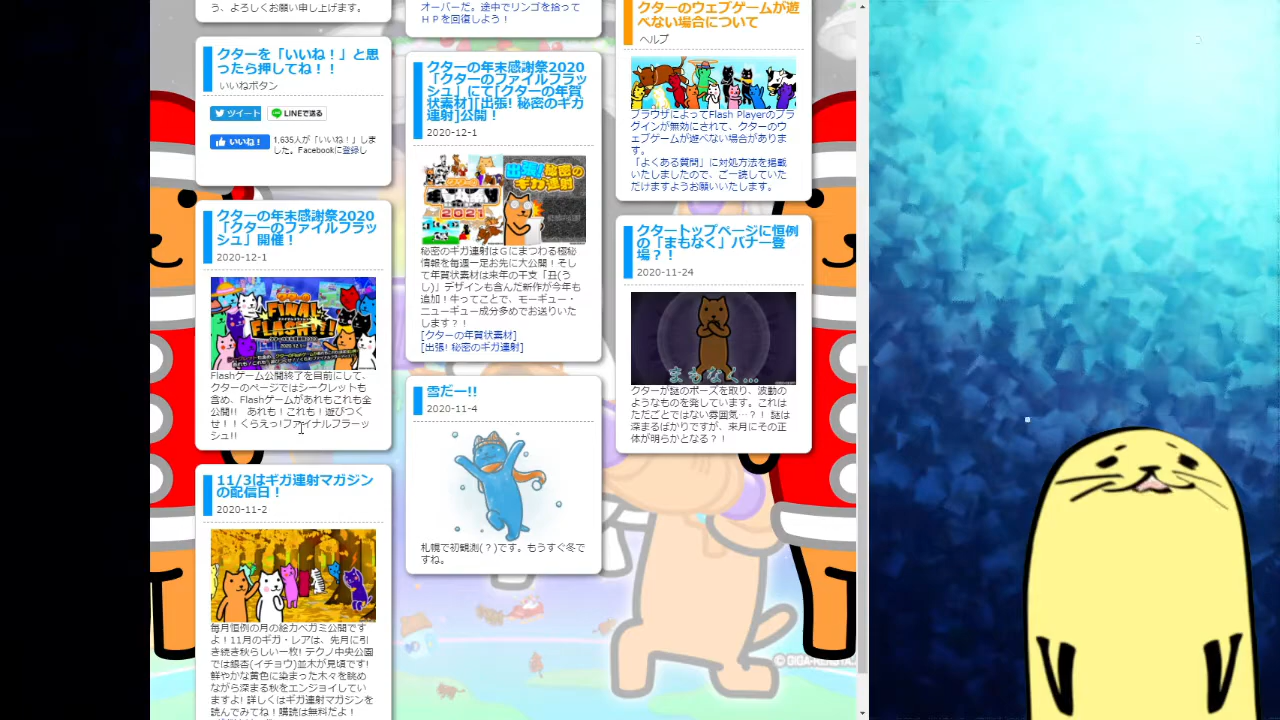 う、よろしくお願い申し上げます。
クターを「いいね！」と思
ったら押してね！！
いいねボタン
ツイート
LINEで送る
いいね！
1,635人が「いいね！」しま
した。Facebookに登録し
クターの年末感謝祭2020
「クターのファイルフラッ
シュ」開催！
2020-12-1
クターの
FINAL
FLASH!!!
Flashゲーム公開終了を目前にして、
クターのページではシークレットも
含め、Flashゲームがあれもこれも全
公開!!　あれも！これも！遊びつく
せ！！くらえっ!ファイナルフラー­ッ
シュ!!
11/3はギガ連射マガジン
の配信日！
2020-11-2
毎月恒例の月の絵カベガミ公開です
よ！11月のギガ・レアは、先月に引
き続き秋らしい一枚! テクノ中央公園
では銀杏(イチョウ)並木が見頃です!
鮮やかな黄色に染まった木々を眺め
ながら深まる秋をエンジョイしてい
ますよ! 詳しくはギガ連射マガジンを
読んでみてね！購読は無料だよ！
オーバーだ。途中でリンゴを拾って
ＨＰを回復しよう！
クターの年末感謝祭2020
「クターのファイルフラッ
シュ」にて[クターの年賀
状素材][出張! 秘密のギガ
連射]公開！
2020-12-1
2021
出張!秘密の
ギガ連射
秘密のギガ連射はＧにまつわる極秘
情報を毎週一定お先に大公開！そし
て年賀状素材は来年の干支「丑(う
し)」デザインも含んだ新作が今年も
追加！牛ってことで、モーギュー・
ニューギュー成分多めでお送りいた
します？！
[クターの年賀状素材]
[出張! 秘密のギガ連射]
雪だー!!
2020-11-4
札幌で初観測(？)です。もうすぐ冬で
すね。
クターのウェブゲームが遊
べない場合について
ヘルプ
ブラウザによってFlash Playerのプラ
グインが無効にされて、クターのウ
ェブゲームが遊べない場合がありま
す。
「よくある質問」に対処方法を掲載
いたしましたので、ご一読していた
だけますようお願いいたします。
クタートップページに恒例
の「まもなく」バナー登
場？！
2020-11-24
まもなく...
クターが謎のポーズを取り、波動の
ようなものを発しています。これは
ただごとではない雰囲気…？！ 謎は
深まるばかりですが、来月にその正
体が明らかとなる？！